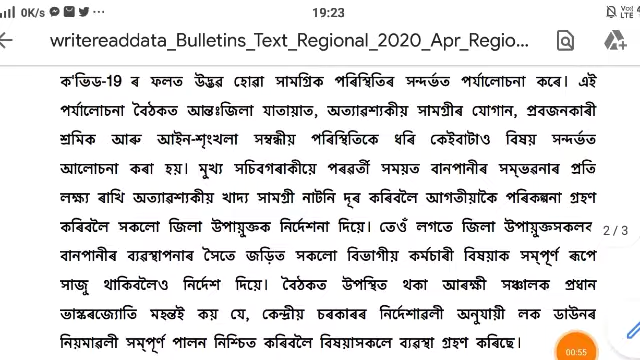 0K/s 19:23 Vo) LTE
writereaddata_Bulletins_Text_Regional_2020_Apr_Regio...
ক'ভিড-19 ৰ ফলত উদ্ভৱ হোৱা সামগ্ৰিক পৰিস্থিতিৰ সন্দৰ্ভত পৰ্যালোচনা কৰে। এই
পৰ্যালোচনা বৈঠকত আন্তঃজিলা যাতায়াত, অত্যাৱশ্যকীয় সামগ্ৰীৰ যোগান, প্ৰবজনকাৰী
শ্ৰমিক আৰু আইন-শৃংখলা সম্বন্ধীয় পৰিস্থিতিকে ধৰি কেইবাটাও বিষয় সন্দৰ্ভত
আলোচনা কৰা হয়। মুখ্য সচিবগৰাকীয়ে পৰৱৰ্তী সময়ত বানপানীৰ সম্ভৱনাৰ প্ৰতি
লক্ষ্য ৰাখি অত্যাৱশ্যকীয় খাদ্য সামগ্ৰী নাটনি দূৰ কৰিবলৈ আগতীয়াকৈ পৰিকল্পনা গ্ৰহণ
কৰিবলৈ সকলো জিলা উপায়ুক্তক নিৰ্দেশনা দিয়ে। তেওঁ লগতে জিলা উপায়ুক্তসকলক
2 / 3
বানপানীৰ ব্যৱস্থাপনাৰ সৈতে জড়িত সকলো বিভাগীয় কৰ্মচাৰী বিষয়াক সম্পূৰ্ণ ৰূপে
সাজু থাকিবলৈও নিৰ্দেশ দিয়ে। বৈঠকত উপস্থিত থকা আৰক্ষী সঞ্চালক প্ৰধান
ভাস্কৰজ্যোতি মহন্তই কয় যে, কেন্দ্ৰীয় চৰকাৰৰ নিৰ্দেশাৱলী অনুযায়ী লক ডাউনৰ
নিয়মাৱলী সম্পূৰ্ণ পালন নিশ্চিত কৰিবলৈ বিষয়াসকলে ব্যৱস্থা গ্ৰহণ কৰিছে।
00:55